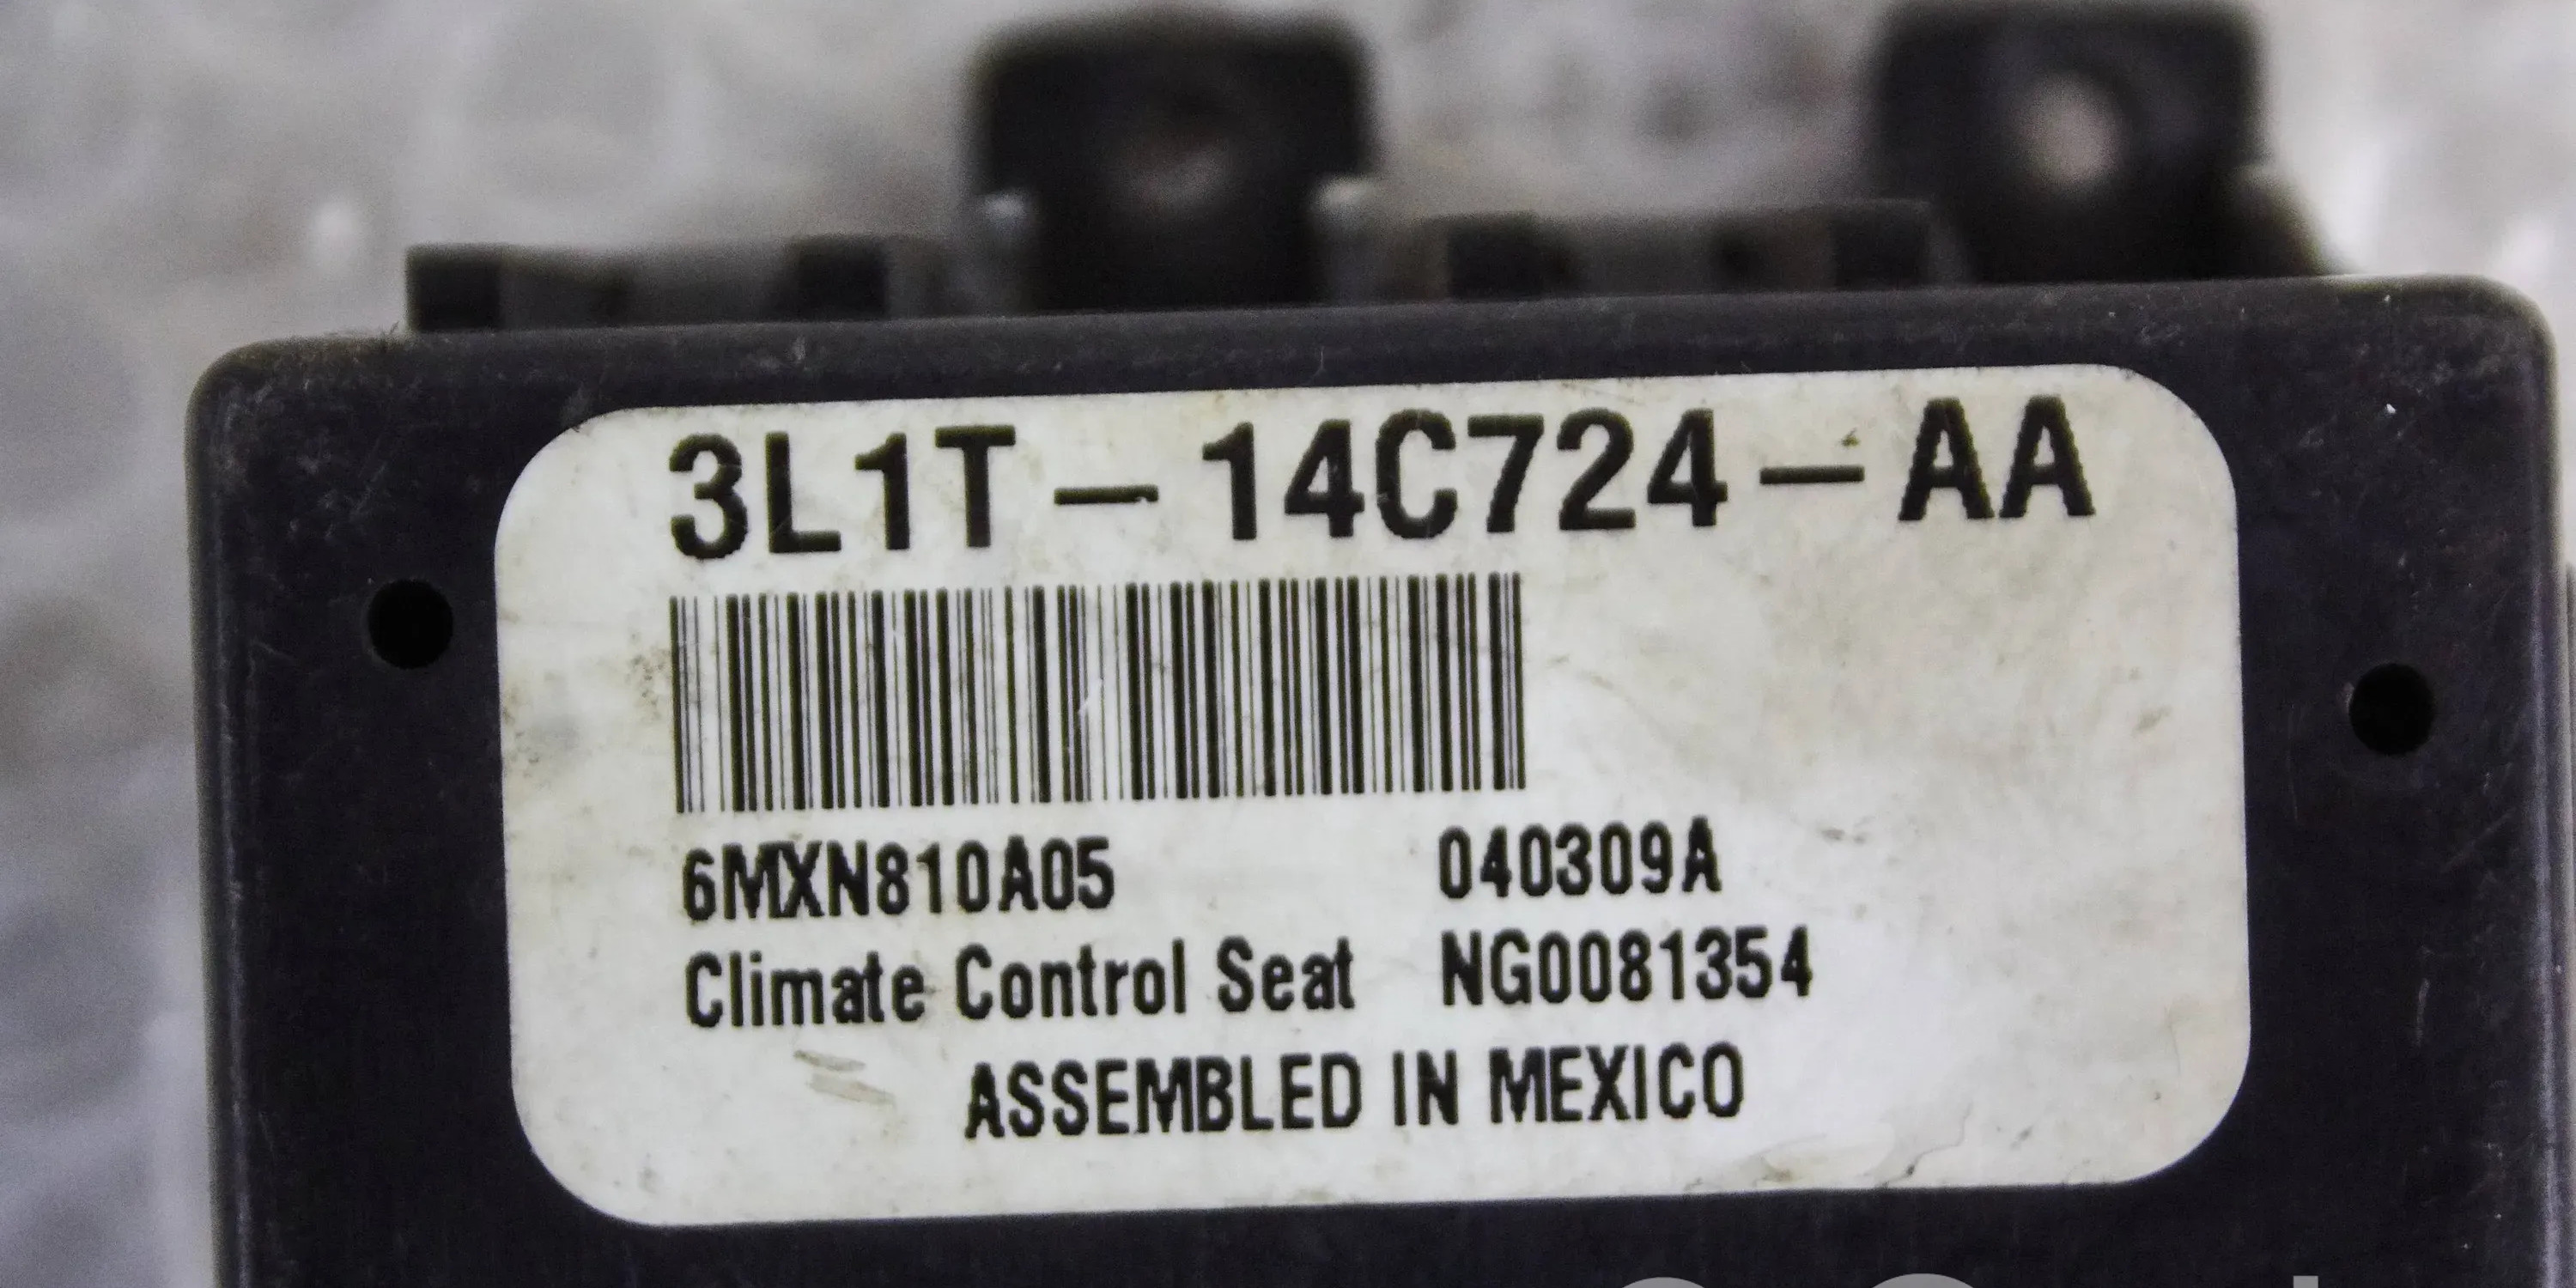 3L1T-14C724-AA
6MXN810A05 040309A
Climate Control Seat NG0081354
ASSEMBLED IN MEXICO